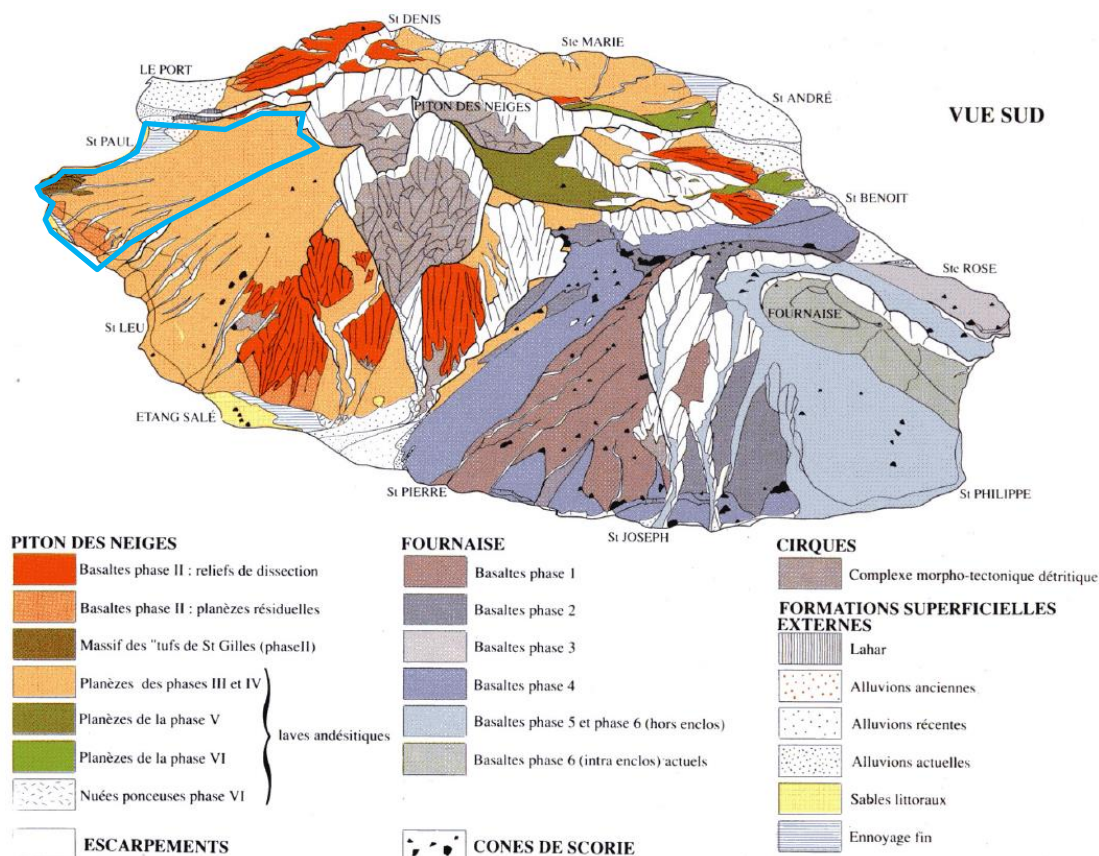 St DENIS
Ste MARIE
LE PORT
St ANDRÉ
PITON DES NEIGES
VUE SUD
St PAUL
St BENOIT
Ste ROSE
FOURNAISE
St LEU
ETANG SALÉ
St PIERRE
St PHILIPPE
St JOSEPH
PITON DES NEIGES
Basaltes phase II : reliefs de dissection
Basaltes phase II : planèzes résiduelles
Massif des "tufs de St Gilles (phaseII)
Planèzes des phases III et IV
Planèzes de la phase V
Planèzes de la phase VI
Nuées ponceuses phase VI
laves andésitiques
ESCARPEMENTS
FOURNAISE
Basaltes phase 1
Basaltes phase 2
Basaltes phase 3
Basaltes phase 4
Basaltes phase 5 et phase 6 (hors enclos)
Basaltes phase 6 (intra enclos) actuels
CONES DE SCORIE
CIRQUES
Complexe morpho-tectonique détritique
FORMATIONS SUPERFICIELLES
EXTERNES
Lahar
Alluvions anciennes
Alluvions récentes
Alluvions actuelles
Sables littoraux
Ennoyage fin